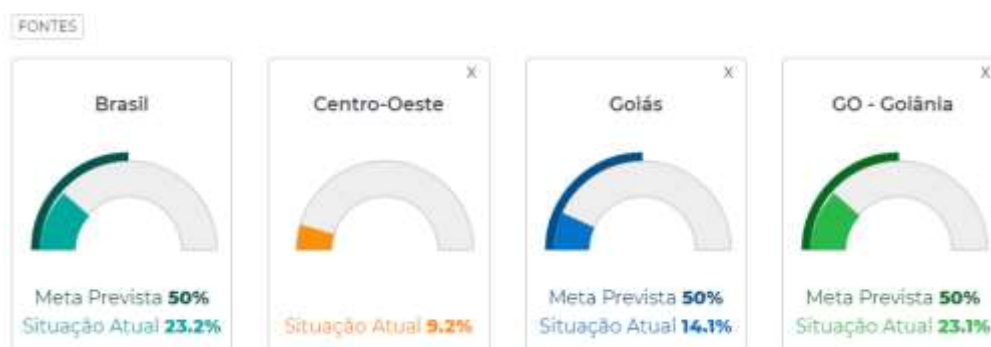 FONTES
Brasil
Meta Prevista 50%
Situação Atual 23.2%
X
Centro-Oeste
Situação Atual 9.2%
X
Goiás
Meta Prevista 50%
Situação Atual 14.1%
X
GO - Goiânia
Meta Prevista 50%
Situação Atual 23.1%